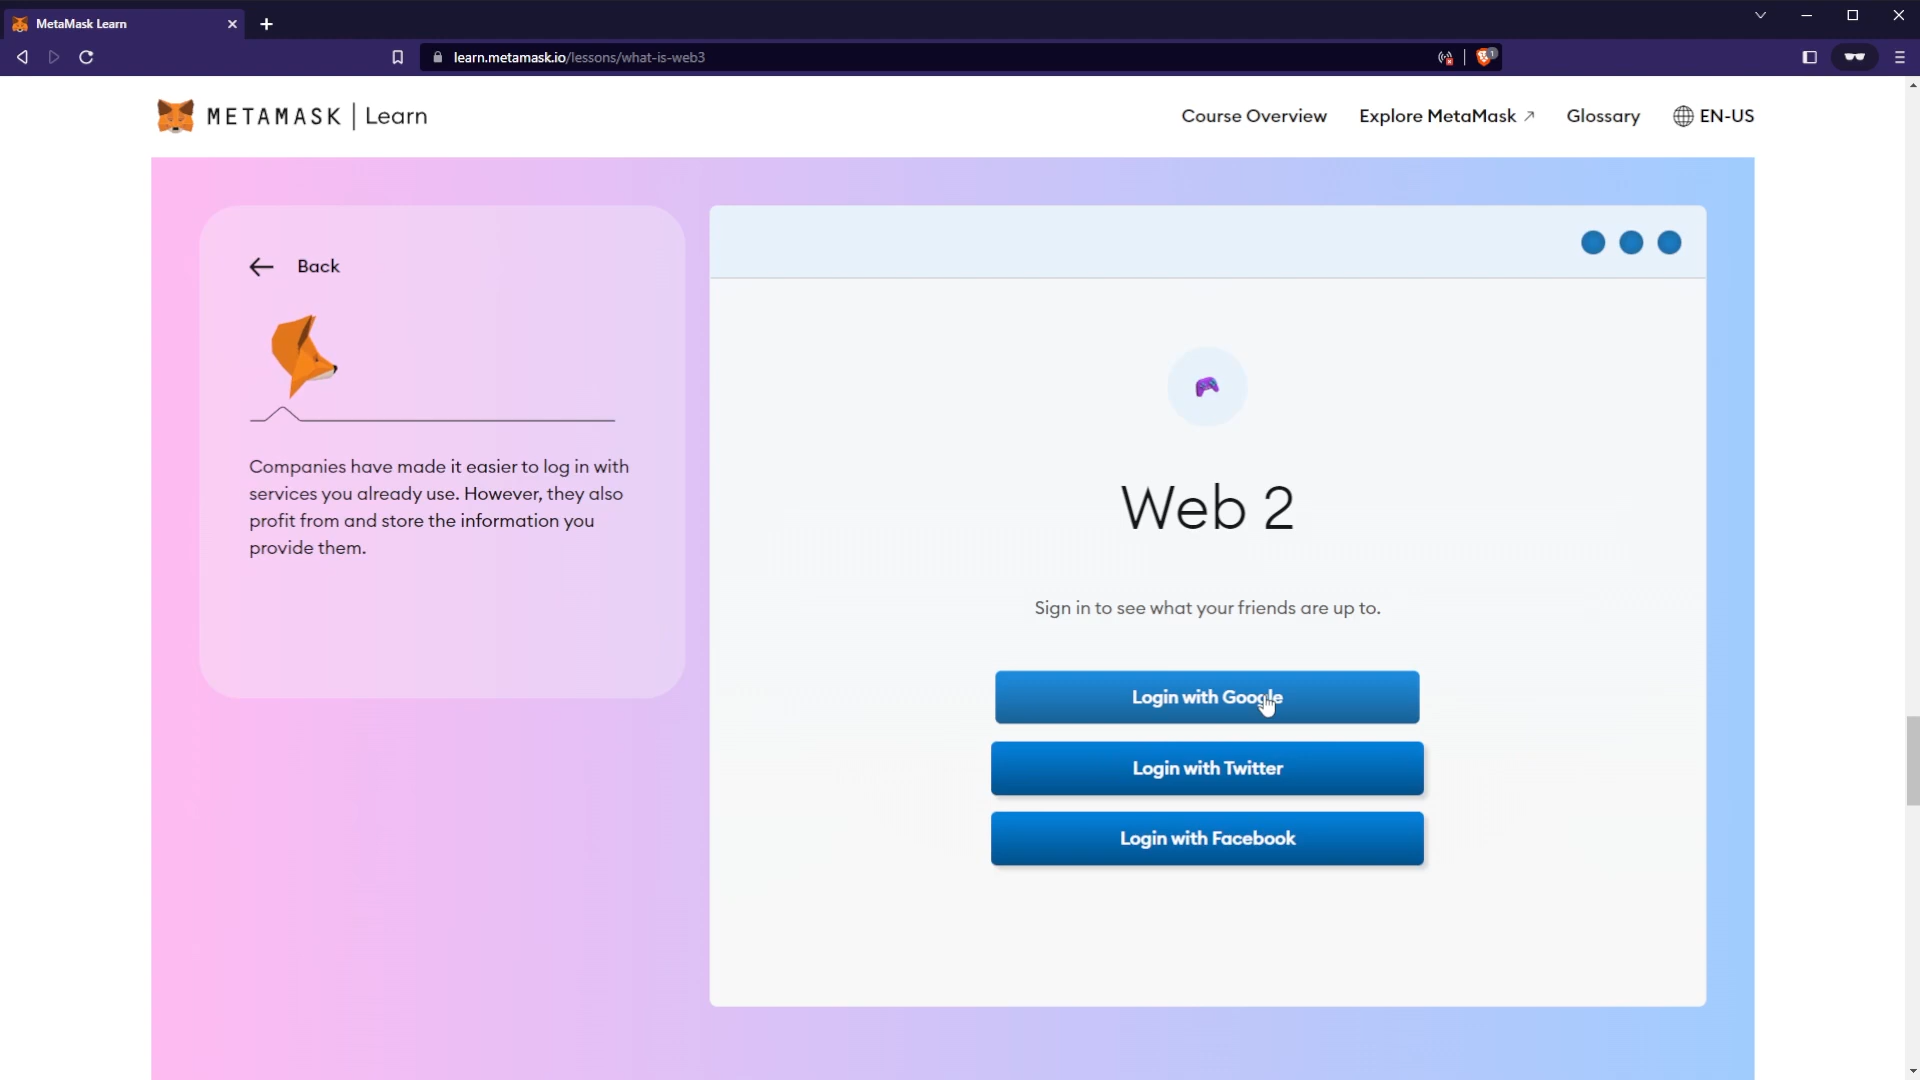 MetaMask Learn
learn.metamask.io/lessons/what-is-web3
1
METAMASK | Learn
Course Overview
Explore MetaMask ↗
Glossary
EN-US
← Back
Companies have made it easier to log in with
services you already use. However, they also
profit from and store the information you
provide them.
Web 2
Sign in to see what your friends are up to.
Login with Google
Login with Twitter
Login with Facebook